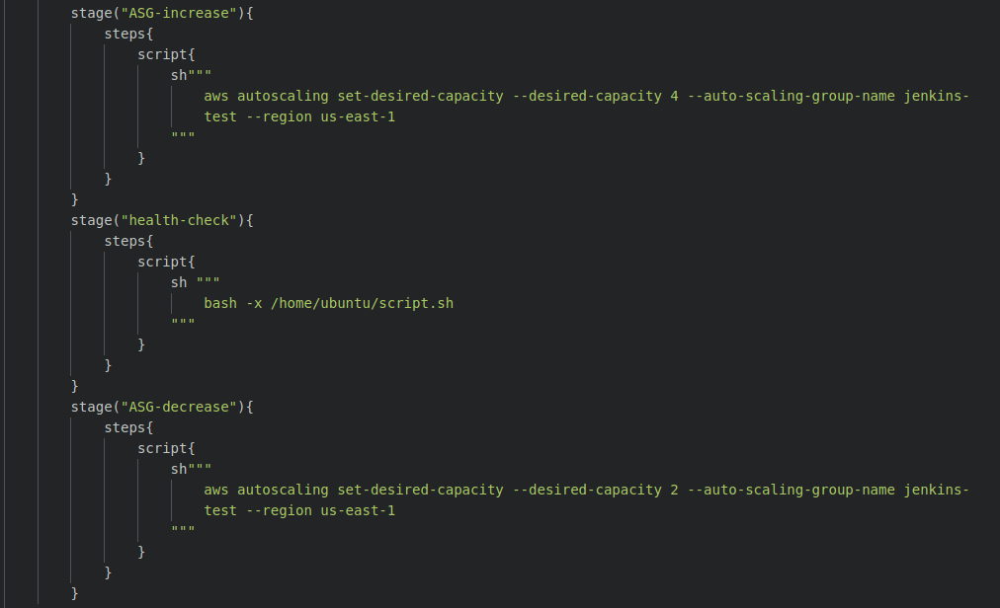 stage("ASG-increase"){
steps{
script{
sh"""
aws autoscaling set-desired-capacity --desired-capacity 4 --auto-scaling-group-name jenkins-
test --region us-east-1
"""
}
}
}
stage("health-check"){
steps{
script{
sh """
bash -x /home/ubuntu/script.sh
"""
}
}
}
stage("ASG-decrease"){
steps{
script{
sh"""
aws autoscaling set-desired-capacity --desired-capacity 2 --auto-scaling-group-name jenkins-
test --region us-east-1
"""
}
}
}